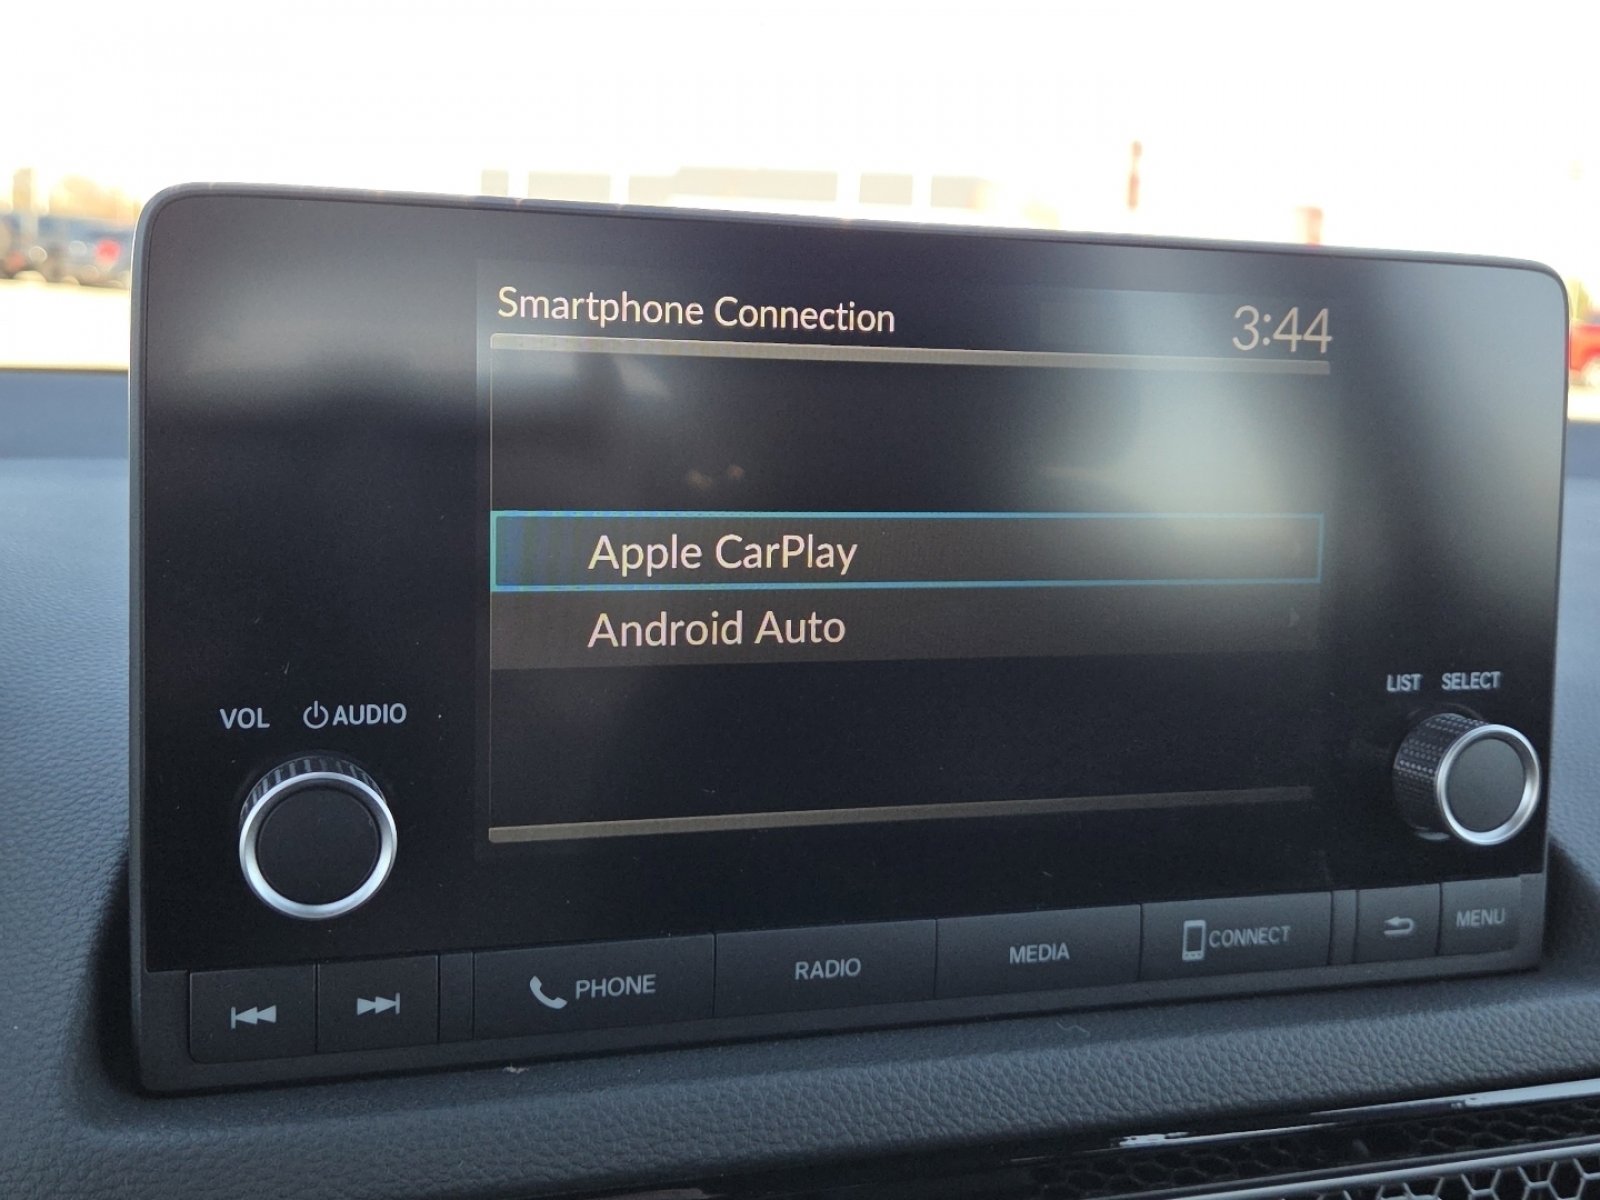 Smartphone Connection 3:44
Apple CarPlay
Android Auto
LIST SELECT
VOL AUDIO
PHONE RADIO MEDIA CONNECT MENU